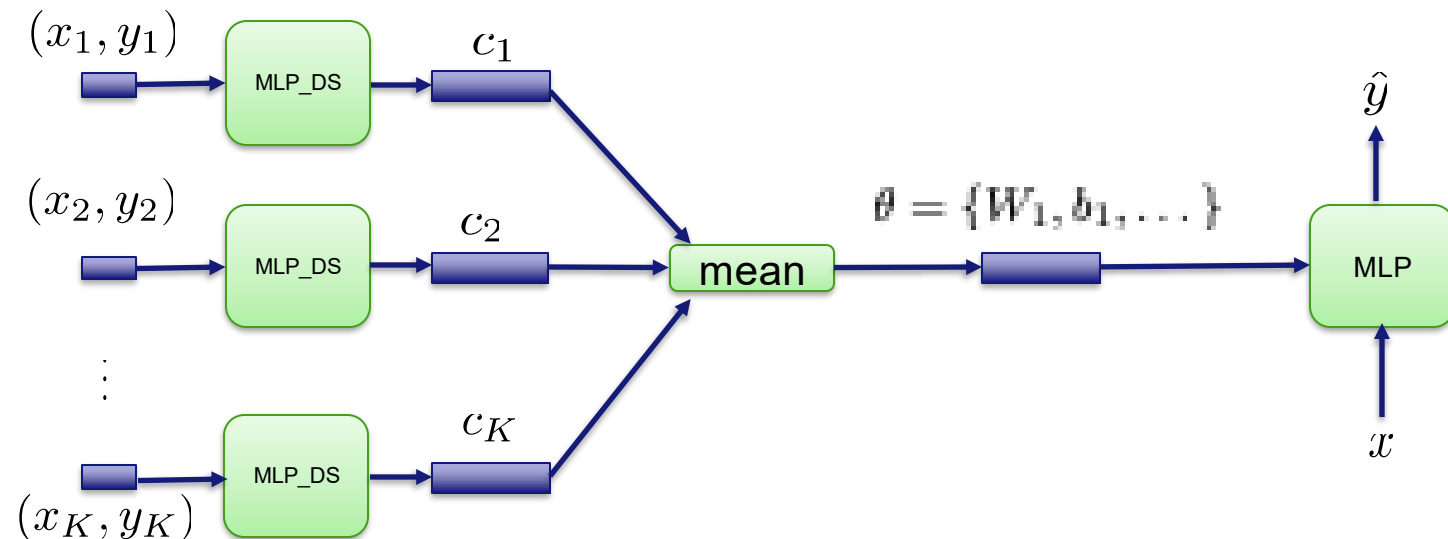 (x_1, y_1)
MLP_DS
c_1
(x_2, y_2)
MLP_DS
c_2
mean
θ = {W_1, b_1, ... }
ŷ
MLP
x
⋮
MLP_DS
c_K
(x_K, y_K)